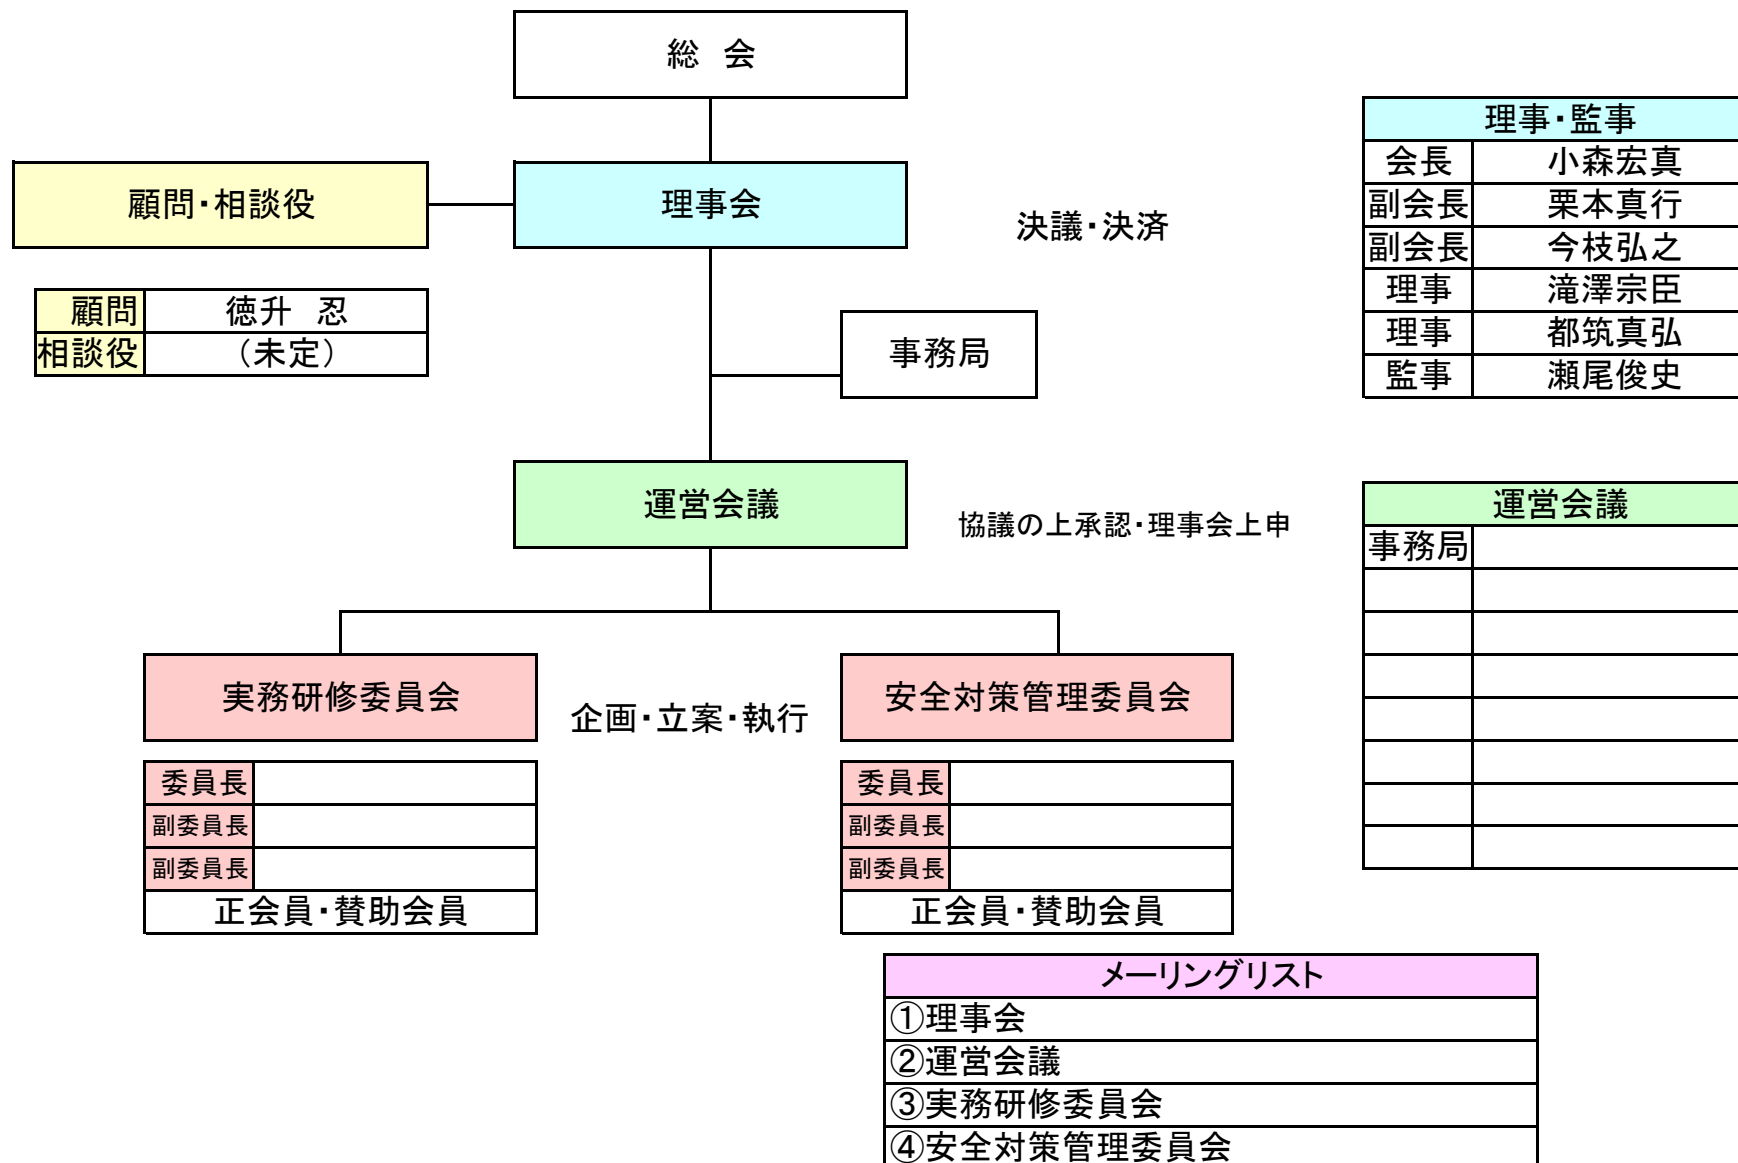 総 会
顧問・相談役
理事会
決議・決済
顧問 徳升 忍
相談役 （未定）
事務局
理事・監事
会長 小森宏真
副会長 栗本真行
副会長 今枝弘之
理事 滝澤宗臣
理事 都筑真弘
監事 瀬尾俊史
運営会議
協議の上承認・理事会上申
運営会議
事務局
実務研修委員会
企画・立案・執行
安全対策管理委員会
委員長
副委員長
副委員長
正会員・賛助会員
委員長
副委員長
副委員長
正会員・賛助会員
メーリングリスト
①理事会
②運営会議
③実務研修委員会
④安全対策管理委員会